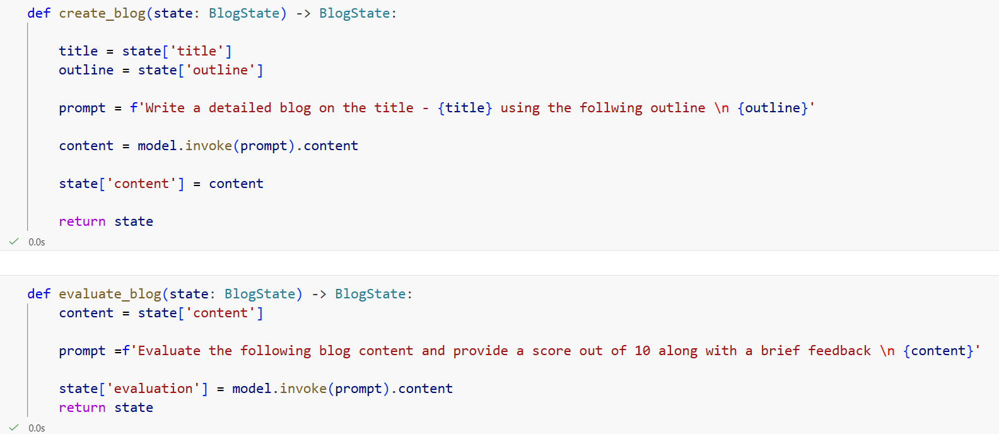 def create_blog(state: BlogState) -> BlogState:
title = state['title']
outline = state['outline']
prompt = f'Write a detailed blog on the title - {title} using the follwing outline \n {outline}'
content = model.invoke(prompt).content
state['content'] = content
return state
0.0s
def evaluate_blog(state: BlogState) -> BlogState:
content = state['content']
prompt =f'Evaluate the following blog content and provide a score out of 10 along with a brief feedback \n {content}'
state['evaluation'] = model.invoke(prompt).content
return state
0.0s